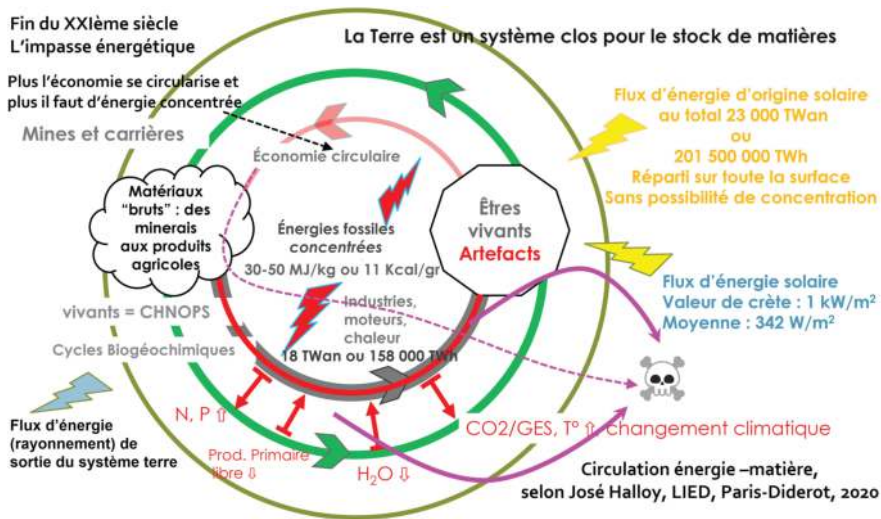 Fin du XXIème siècle
L'impasse énergétique
La Terre est un système clos pour le stock de matières
Plus l'économie se circularise et
plus il faut d'énergie concentrée
Mines et carrières
Économie circulaire
Flux d'énergie d'origine solaire
au total 23 000 TWan
ou
201 500 000 TWh
Réparti sur toute la surface
Sans possibilité de concentration
Matériaux
"bruts" : des
minerais
aux produits
agricoles
Êtres
vivants
Artefacts
Énergies fossiles
concentrées
30-50 MJ/kg ou 11 Kcal/gr
Flux d'énergie solaire
Valeur de crête : 1 kW/m²
Moyenne : 342 W/m²
vivants = CHNOPS
Industries,
moteurs,
chaleur
Cycles Biogéochimiques
18 TWan ou 158 000 TWh
Flux d'énergie
(rayonnement) de
sortie du système terre
N, P ⇧
Prod. Primaire
libre ⇩
H₂O ⇩
CO2/GES, T° ⇧, changement climatique
Circulation énergie –matière,
selon José Halloy, LIED, Paris-Diderot, 2020